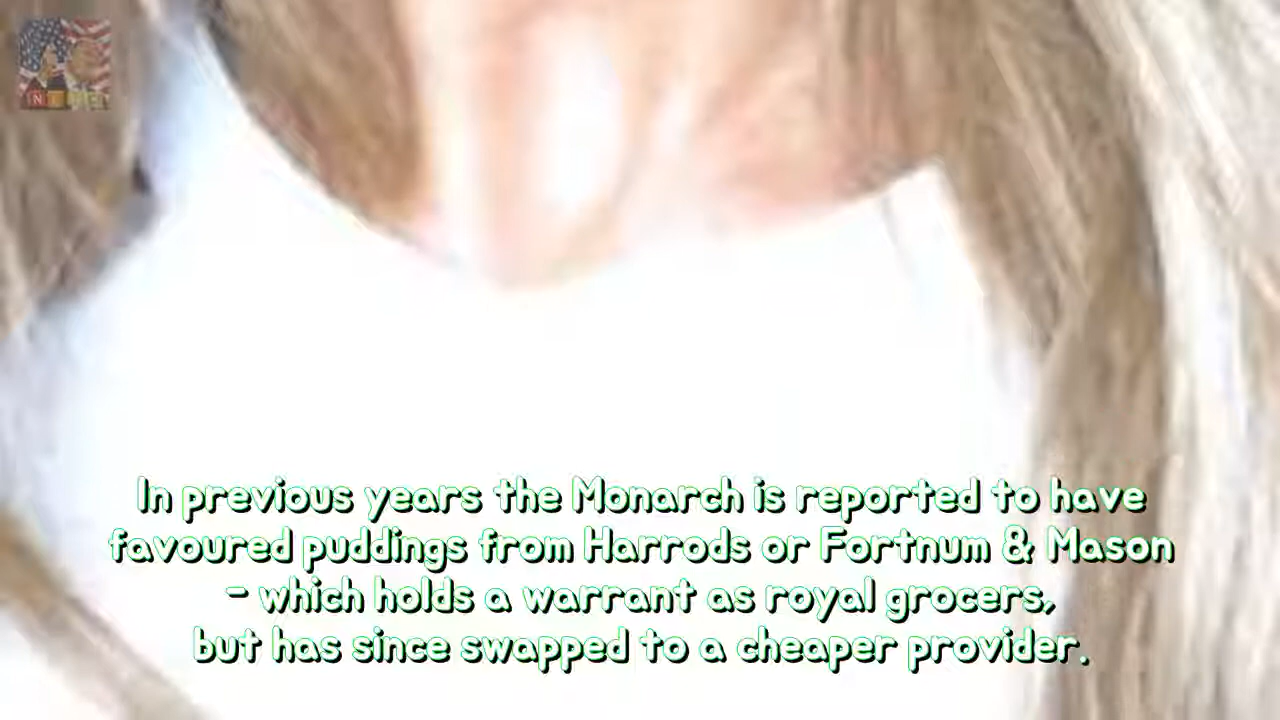 In previous years the Monarch is reported to have
favoured puddings from Harrods or Fortnum & Mason
- which holds a warrant as royal grocers,
but has since swapped to a cheaper provider.